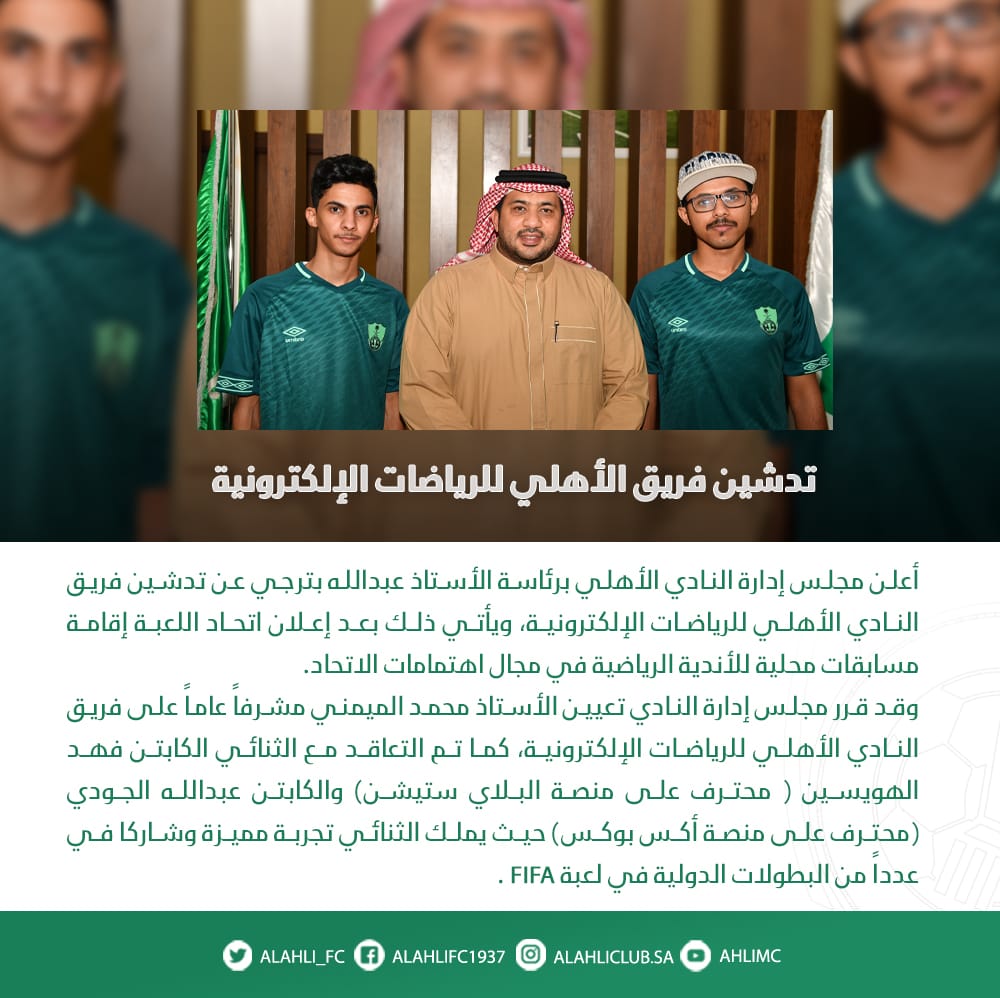 FLORIDA
umbro
umbro
تدشين فريق الأهلي للرياضات الإلكترونية
أعلن مجلس إدارة النادي الأهلي برئاسة الأستاذ عبدالله بترجي عن تدشين فريق
النادي الأهلي للرياضات الإلكترونية، ويأتي ذلك بعد إعلان اتحاد اللعبة إقامة
مسابقات محلية للأندية الرياضية في مجال اهتمامات الاتحاد.
وقد قرر مجلس إدارة النادي تعيين الأستاذ محمد الميمني مشرفاً عاماً على فريق
النادي الأهلي للرياضات الإلكترونية، كما تم التعاقد مع الثنائي الكابتن فهد
الهويسين ( محترف على منصة البلاي ستيشن) والكابتن عبدالله الجودي
(محترف على منصة أكس بوكس) حيث يملك الثنائي تجربة مميزة وشاركا في
عدداً من البطولات الدولية في لعبة FIFA .
ALAHLI_FC ALAHLIFC1937 ALAHLICLUB.SA AHLIMC